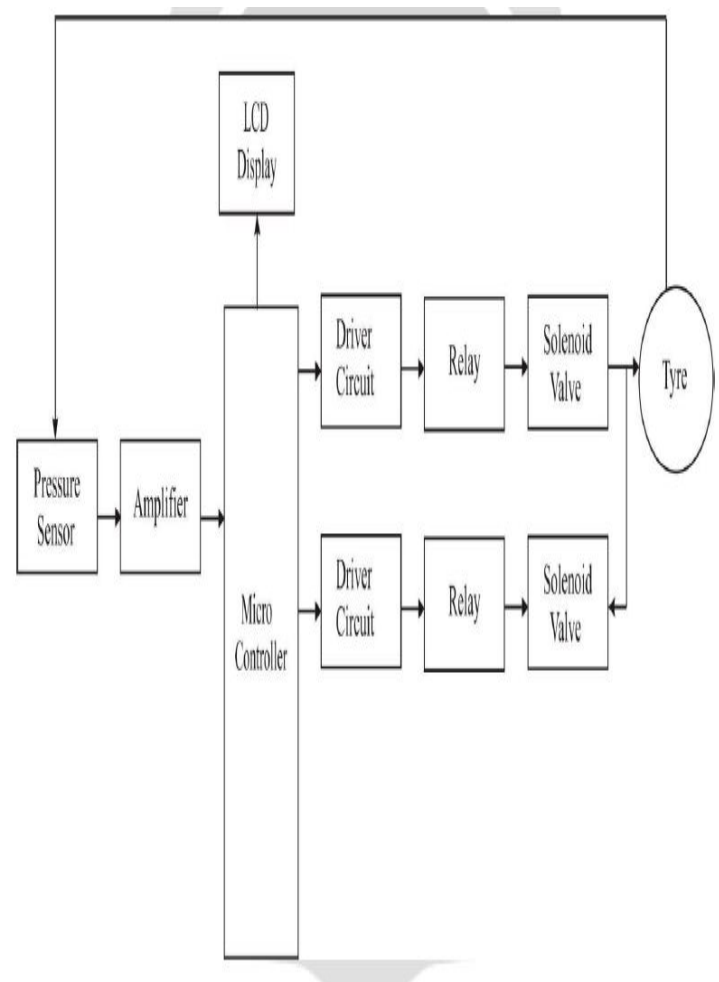 LCD
Display
Driver
Circuit
Relay
Solenoid
Valve
Tyre
Pressure
Sensor
Amplifier
Micro
Controller
Driver
Circuit
Relay
Solenoid
Valve